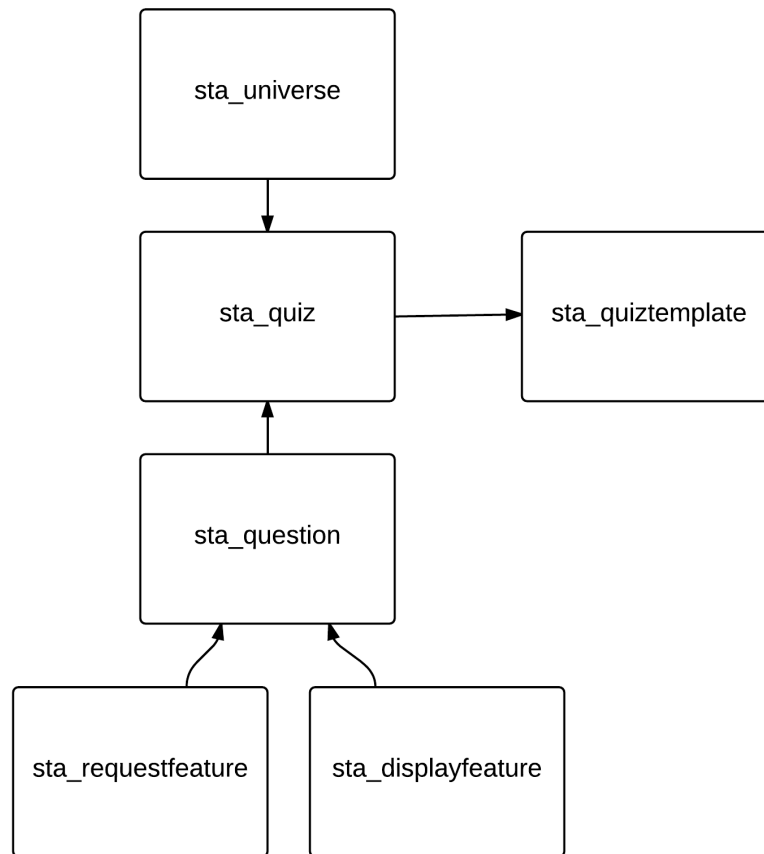 sta_universe
sta_quiz
sta_quiztemplate
sta_question
sta_requestfeature
sta_displayfeature